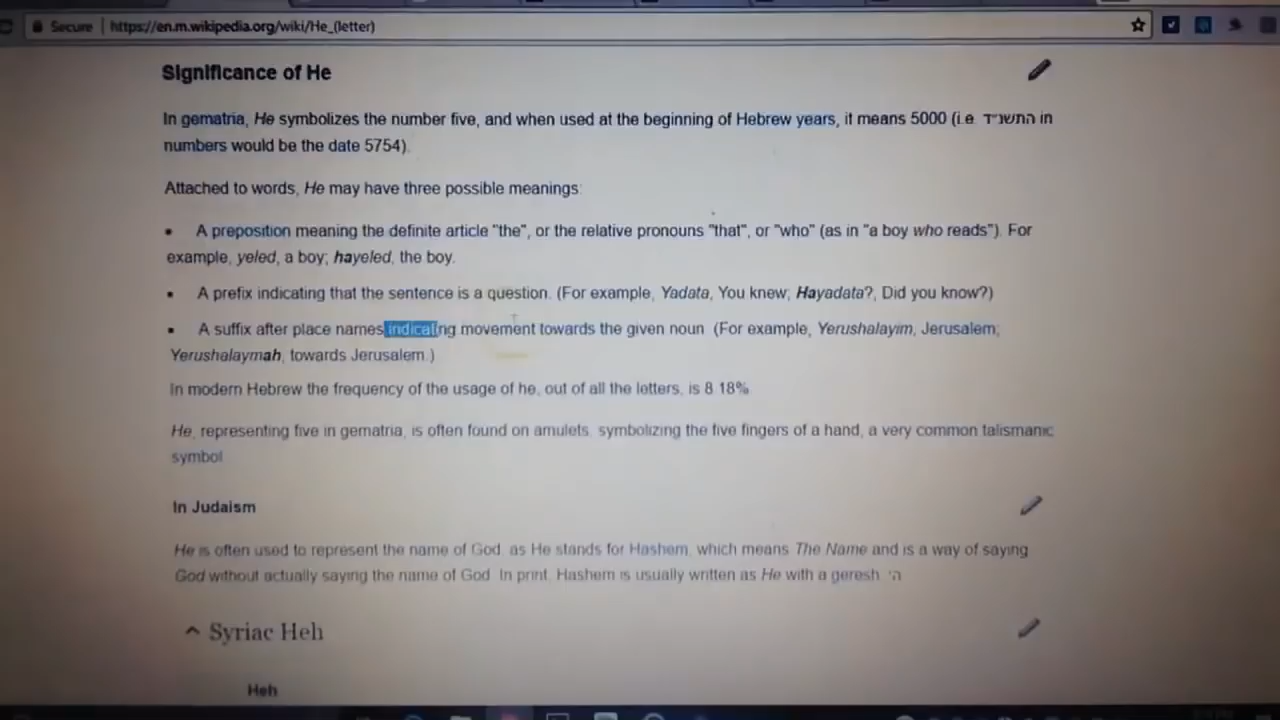 Secure | https://en.m.wikipedia.org/wiki/He_(letter)
Significance of He
In gematria, He symbolizes the number five, and when used at the beginning of Hebrew years, it means 5000 (i.e. התשנ״ד in
numbers would be the date 5754).
Attached to words, He may have three possible meanings:
• A preposition meaning the definite article "the", or the relative pronouns "that", or "who" (as in "a boy who reads"). For
example, yeled, a boy; hayeled, the boy.
• A prefix indicating that the sentence is a question. (For example, Yadata, You knew; Hayadata?, Did you know?)
• A suffix after place names indicating movement towards the given noun. (For example, Yerushalayim, Jerusalem;
Yerushalaymah, towards Jerusalem.)
In modern Hebrew the frequency of the usage of he, out of all the letters, is 8.18%.
He, representing five in gematria, is often found on amulets, symbolizing the five fingers of a hand, a very common talismanic
symbol.
In Judaism
He is often used to represent the name of God, as He stands for Hashem, which means The Name and is a way of saying
God without actually saying the name of God. In print, Hashem is usually written as He with a geresh: ה׳
^ Syriac Heh
Heh